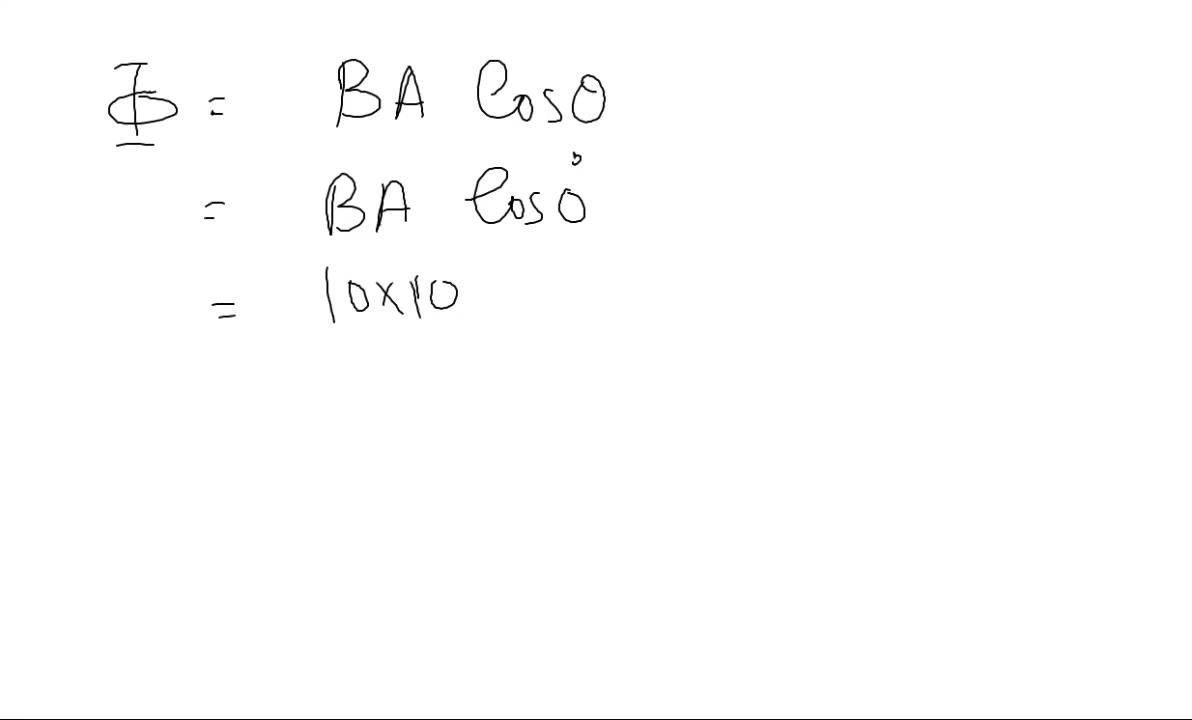 Φ = BA Cosθ
= BA Cos0°
= 10×10